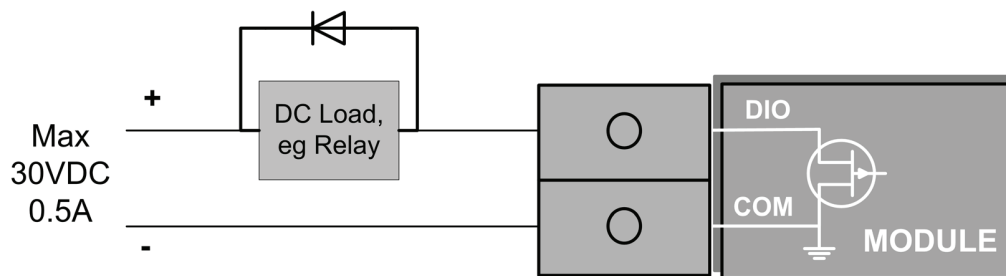 +
Max
30VDC
0.5A
-
DC Load,
eg Relay
DIO
COM
MODULE